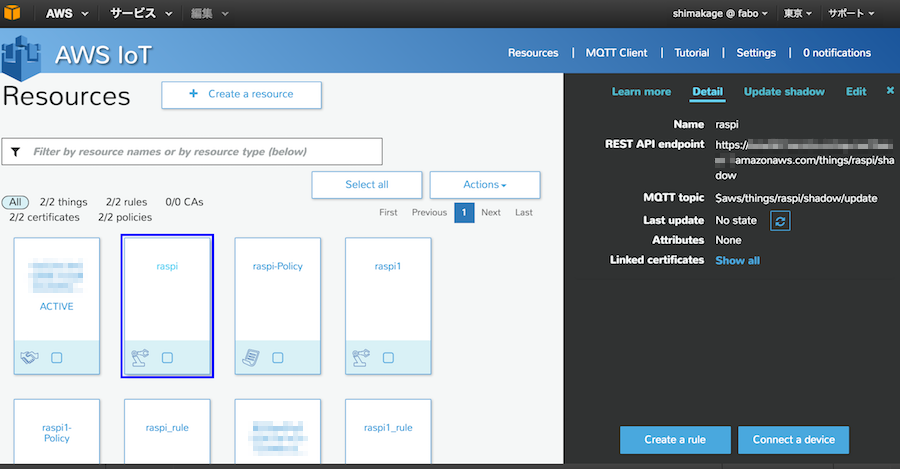 AWS サービス 編集 shimakage @ fabo 東京 サポート
AWS IoT Resources MQTT Client Tutorial Settings 0 notifications
Resources
Create a resource
Filter by resource names or by resource type (below)
Select all Actions
All 2/2 things 2/2 rules 0/0 CAs
2/2 certificates 2/2 policies
First Previous 1 Next Last
ACTIVE
raspi
raspi-Policy
raspi1
raspi1-
Policy
raspi_rule
raspi1_rule
Learn more Detail Update shadow Edit
Name raspi
REST API endpoint https://
amazonaws.com/things/raspi/sha
dow
MQTT topic $aws/things/raspi/shadow/update
Last update No state
Attributes None
Linked certificates Show all
Create a rule Connect a device